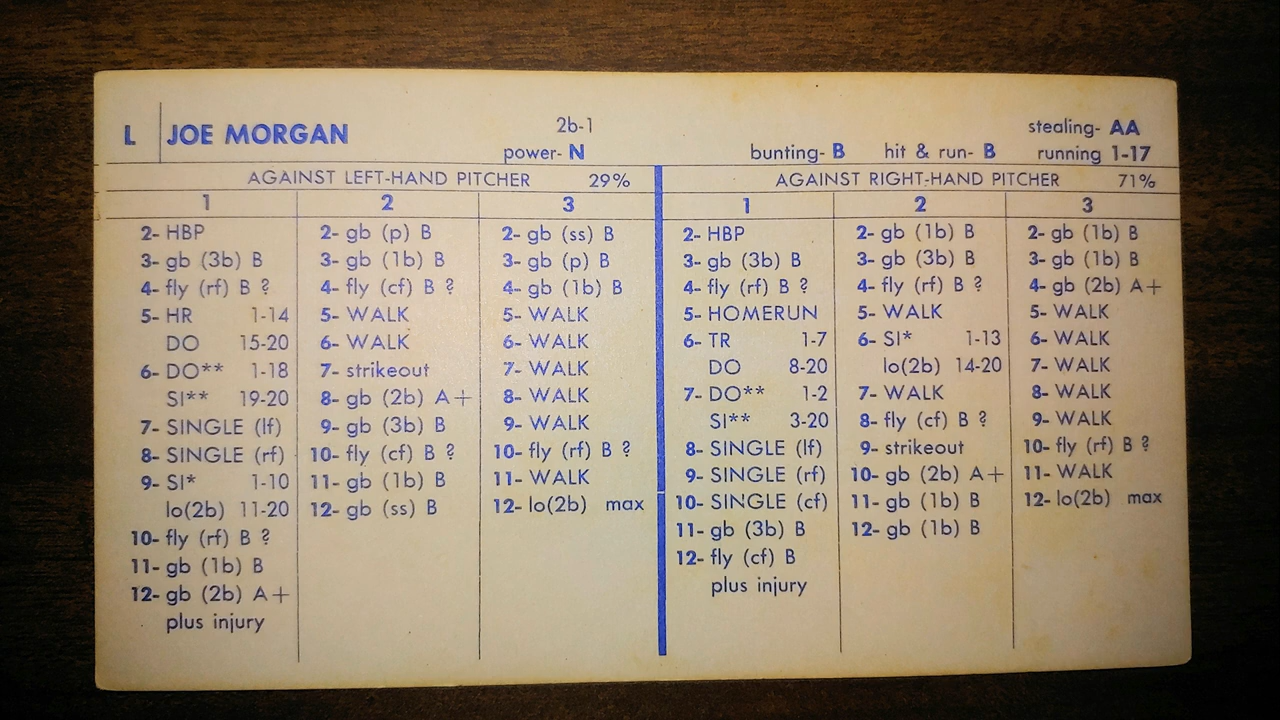 L JOE MORGAN 2b-1 stealing- AA
power- N bunting- B hit & run- B running 1-17
AGAINST LEFT-HAND PITCHER 29%
1 2 3
2- HBP
3- gb (3b) B
4- fly (rf) B ?
5- HR 1-14
DO 15-20
6- DO** 1-18
SI** 19-20
7- SINGLE (lf)
8- SINGLE (rf)
9- SI* 1-10
lo(2b) 11-20
10- fly (rf) B ?
11- gb (1b) B
12- gb (2b) A+
plus injury
2- gb (p) B
3- gb (1b) B
4- fly (cf) B ?
5- WALK
6- WALK
7- strikeout
8- gb (2b) A+
9- gb (3b) B
10- fly (cf) B ?
11- gb (1b) B
12- gb (ss) B
2- gb (ss) B
3- gb (p) B
4- gb (1b) B
5- WALK
6- WALK
7- WALK
8- WALK
9- WALK
10- fly (rf) B ?
11- WALK
12- lo(2b) max
AGAINST RIGHT-HAND PITCHER 71%
1 2 3
2- HBP
3- gb (3b) B
4- fly (rf) B ?
5- HOMERUN
6- TR 1-7
DO 8-20
7- DO** 1-2
SI** 3-20
8- SINGLE (lf)
9- SINGLE (rf)
10- SINGLE (cf)
11- gb (3b) B
12- fly (cf) B
plus injury
2- gb (1b) B
3- gb (3b) B
4- fly (rf) B ?
5- WALK
6- SI* 1-13
lo(2b) 14-20
7- WALK
8- fly (cf) B ?
9- strikeout
10- gb (2b) A+
11- gb (1b) B
12- gb (1b) B
2- gb (1b) B
3- gb (1b) B
4- gb (2b) A+
5- WALK
6- WALK
7- WALK
8- WALK
9- WALK
10- fly (rf) B ?
11- WALK
12- lo(2b) max